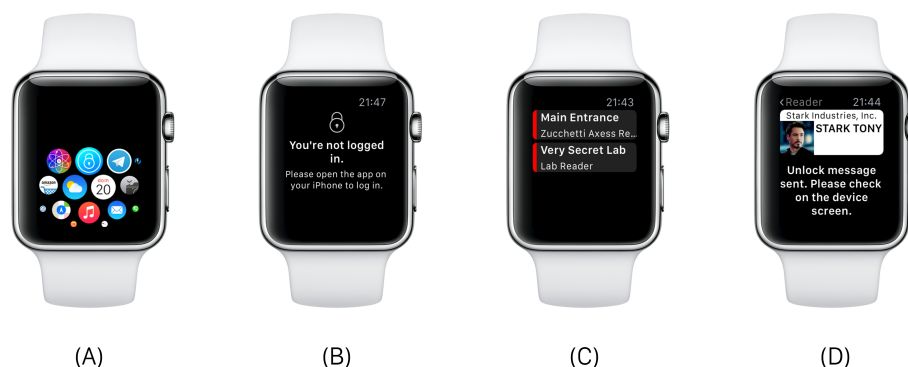 dom
20
amazon
(A)
21:47
You're not logged
in.
Please open the app on
your iPhone to log in.
(B)
21:43
Main Entrance
Zucchetti Axess Re...
Very Secret Lab
Lab Reader
(C)
<Reader 21:44
Stark Industries, Inc.
STARK TONY
Unlock message
sent. Please check
on the device
screen.
(D)